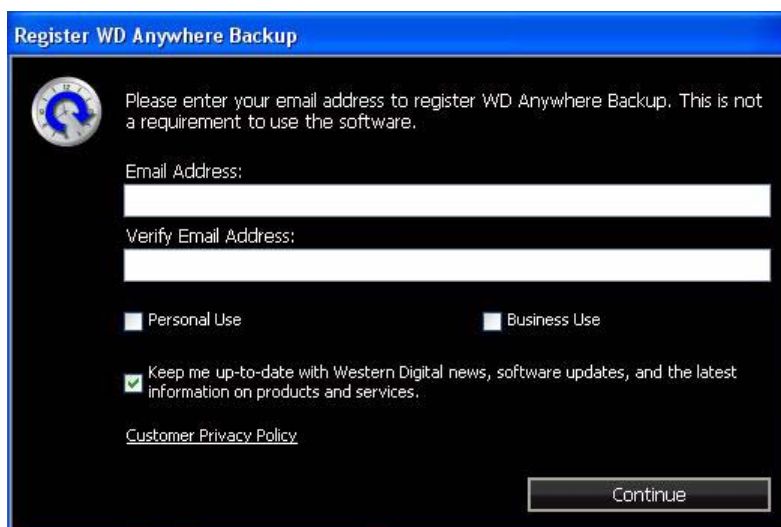 Register WD Anywhere Backup
Please enter your email address to register WD Anywhere Backup. This is not
a requirement to use the software.
Email Address:
Verify Email Address:
Personal Use
Business Use
Keep me up-to-date with Western Digital news, software updates, and the latest
information on products and services.
Customer Privacy Policy
Continue